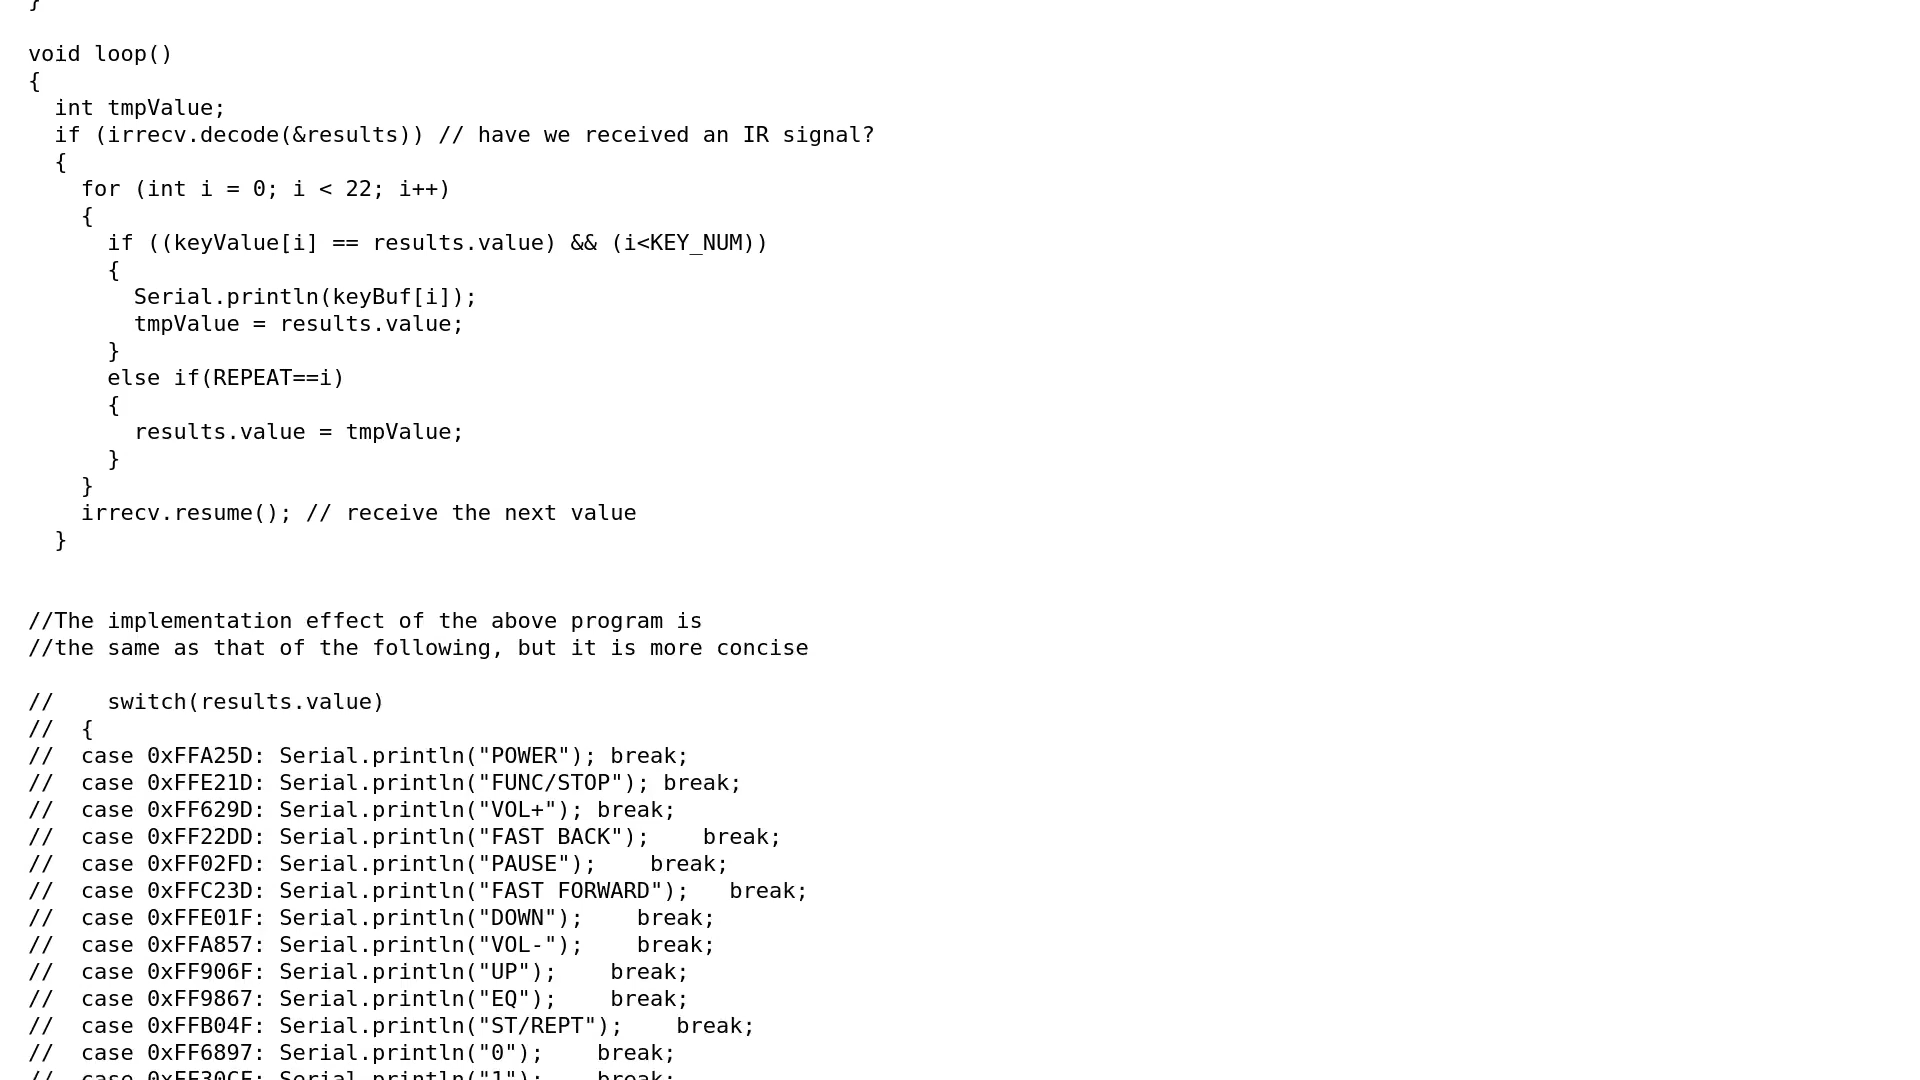 }

void loop()
{
  int tmpValue;
  if (irrecv.decode(&results)) // have we received an IR signal?
  {
    for (int i = 0; i < 22; i++)
    {
      if ((keyValue[i] == results.value) && (i<KEY_NUM))
      {
        Serial.println(keyBuf[i]);
        tmpValue = results.value;
      }
      else if(REPEAT==i)
      {
        results.value = tmpValue;
      }
    }
    irrecv.resume(); // receive the next value
  }


//The implementation effect of the above program is
//the same as that of the following, but it is more concise

//    switch(results.value)
//  {
//  case 0xFFA25D: Serial.println("POWER"); break;
//  case 0xFFE21D: Serial.println("FUNC/STOP"); break;
//  case 0xFF629D: Serial.println("VOL+"); break;
//  case 0xFF22DD: Serial.println("FAST BACK");    break;
//  case 0xFF02FD: Serial.println("PAUSE");    break;
//  case 0xFFC23D: Serial.println("FAST FORWARD");   break;
//  case 0xFFE01F: Serial.println("DOWN");    break;
//  case 0xFFA857: Serial.println("VOL-");    break;
//  case 0xFF906F: Serial.println("UP");    break;
//  case 0xFF9867: Serial.println("EQ");    break;
//  case 0xFFB04F: Serial.println("ST/REPT");    break;
//  case 0xFF6897: Serial.println("0");    break;
//  case 0xFF30CF: Serial.println("1");    break;